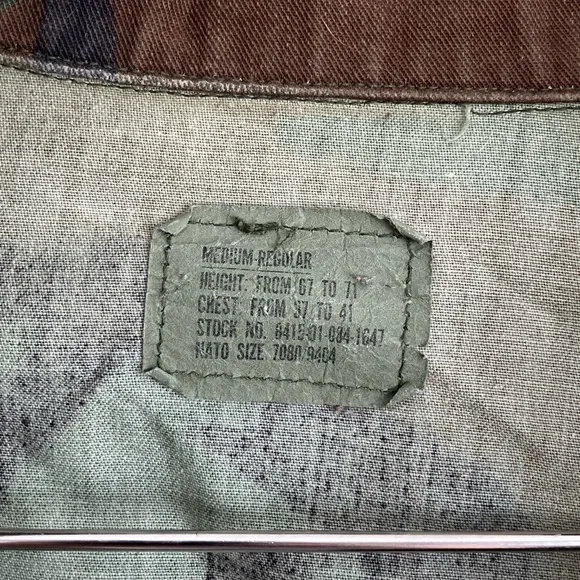 MEDIUM-REGULAR
HEIGHT: FROM 67 TO 71
CHEST: FROM 37 TO 41
STOCK NO. 8415-01-084-1647
NATO SIZE 7080/9404